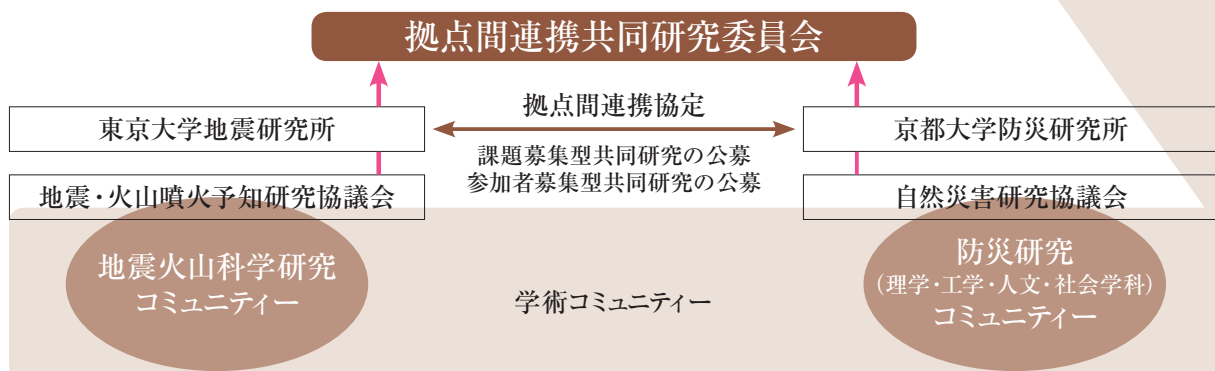 拠点間連携共同研究委員会
拠点間連携協定
東京大学地震研究所
京都大学防災研究所
課題募集型共同研究の公募
参加者募集型共同研究の公募
地震・火山噴火予知研究協議会
自然災害研究協議会
地震火山科学研究
コミュニティー
学術コミュニティー
防災研究
(理学・工学・人文・社会学科)
コミュニティー